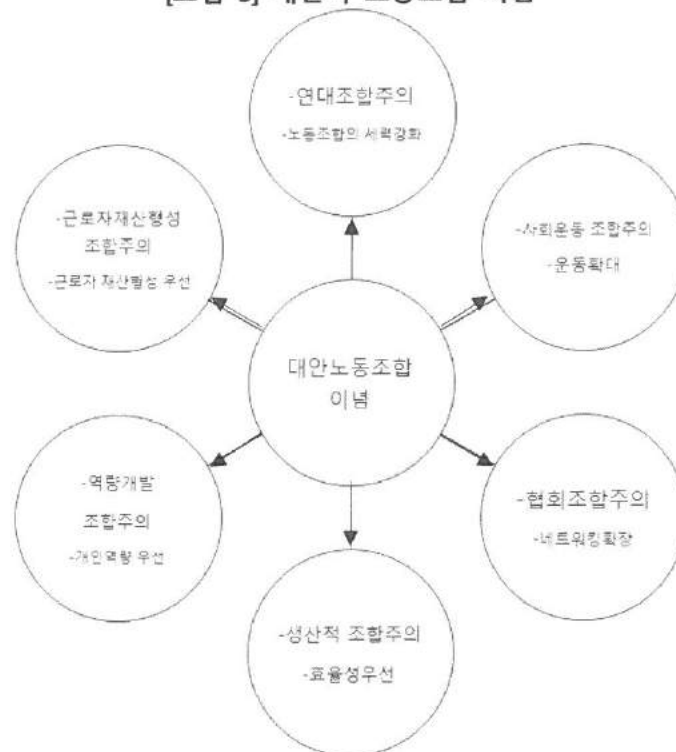 -연대조합주의
-노동조합의 세력강화
-근로자재산형성
조합주의
-근로자 재산형성 우선
-사회운동 조합주의
-운동확대
대안노동조합
이념
-역량개발
조합주의
-개인역량 우선
-협회조합주의
-네트워킹확장
-생산적 조합주의
-효율성우선